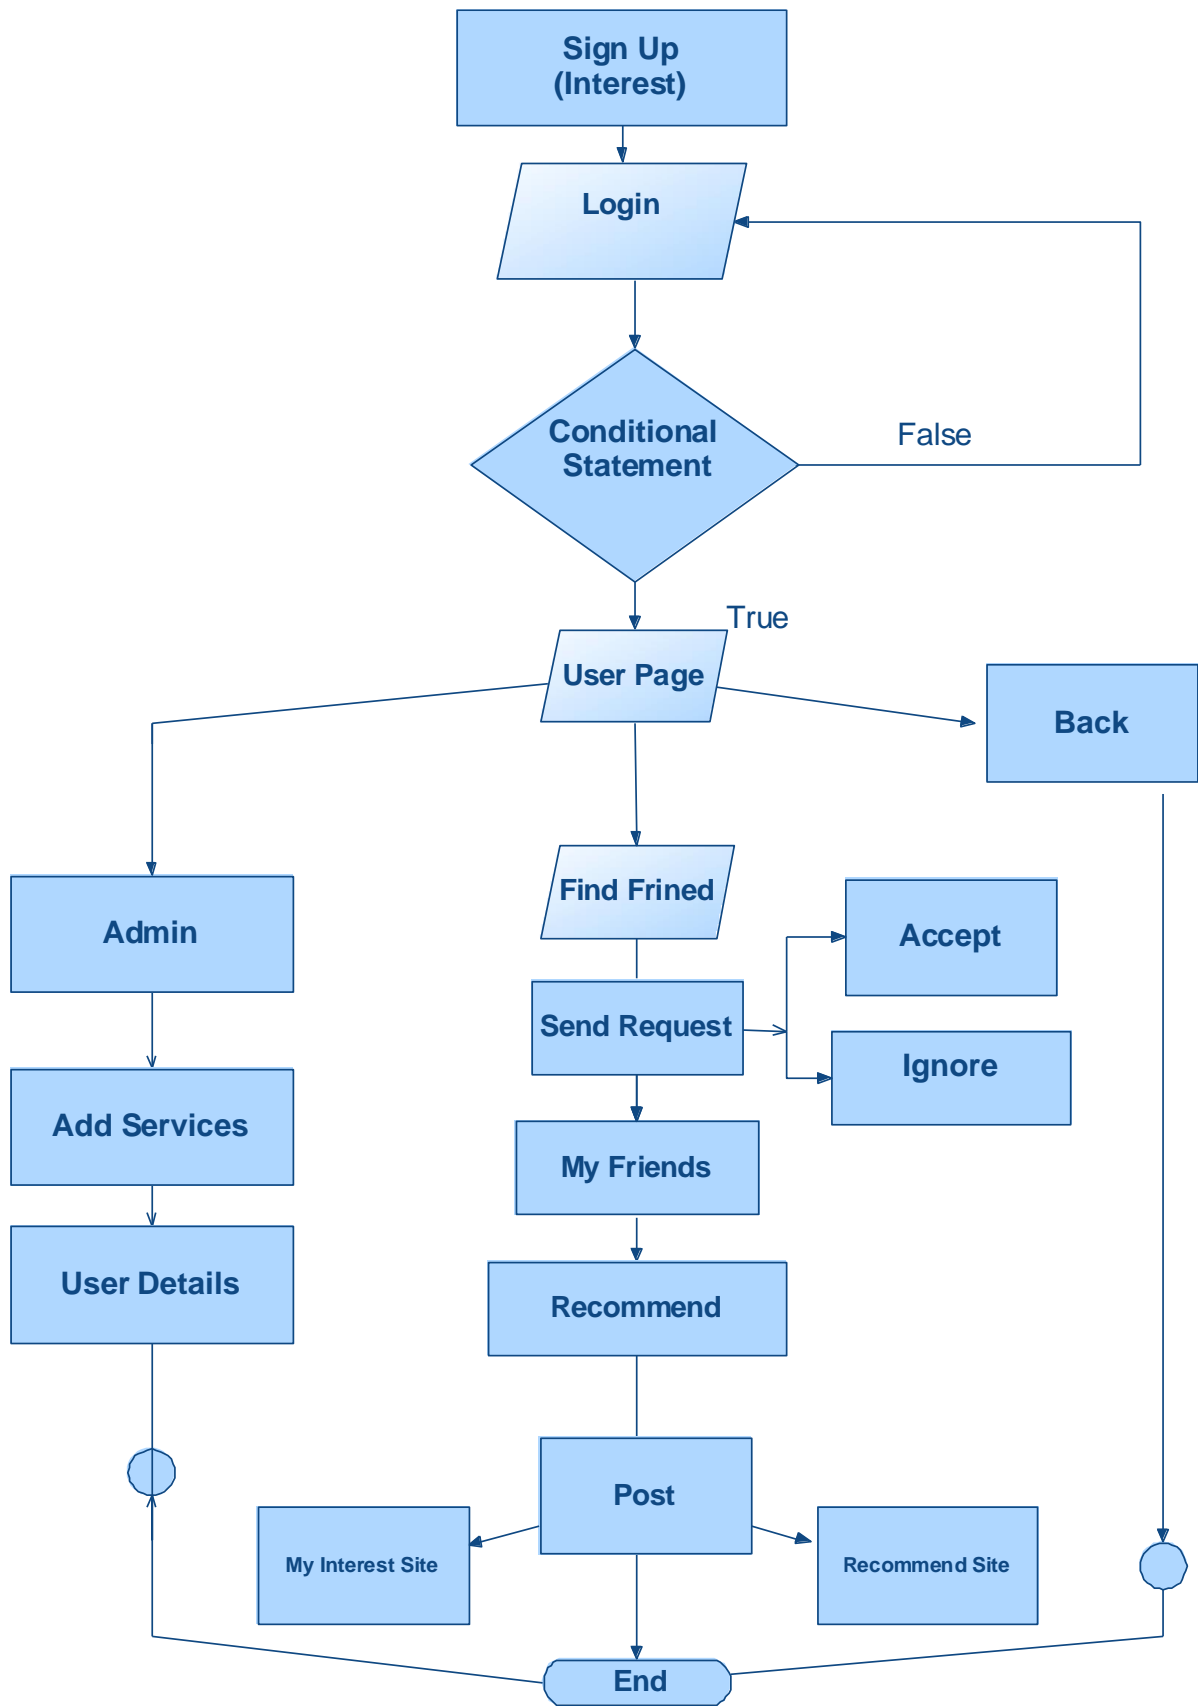 Sign Up
(Interest)
Login
Conditional
Statement
False
True
User Page
Back
Find Frined
Admin
Accept
Send Request
Ignore
Add Services
My Friends
User Details
Recommend
Post
My Interest Site
Recommend Site
End